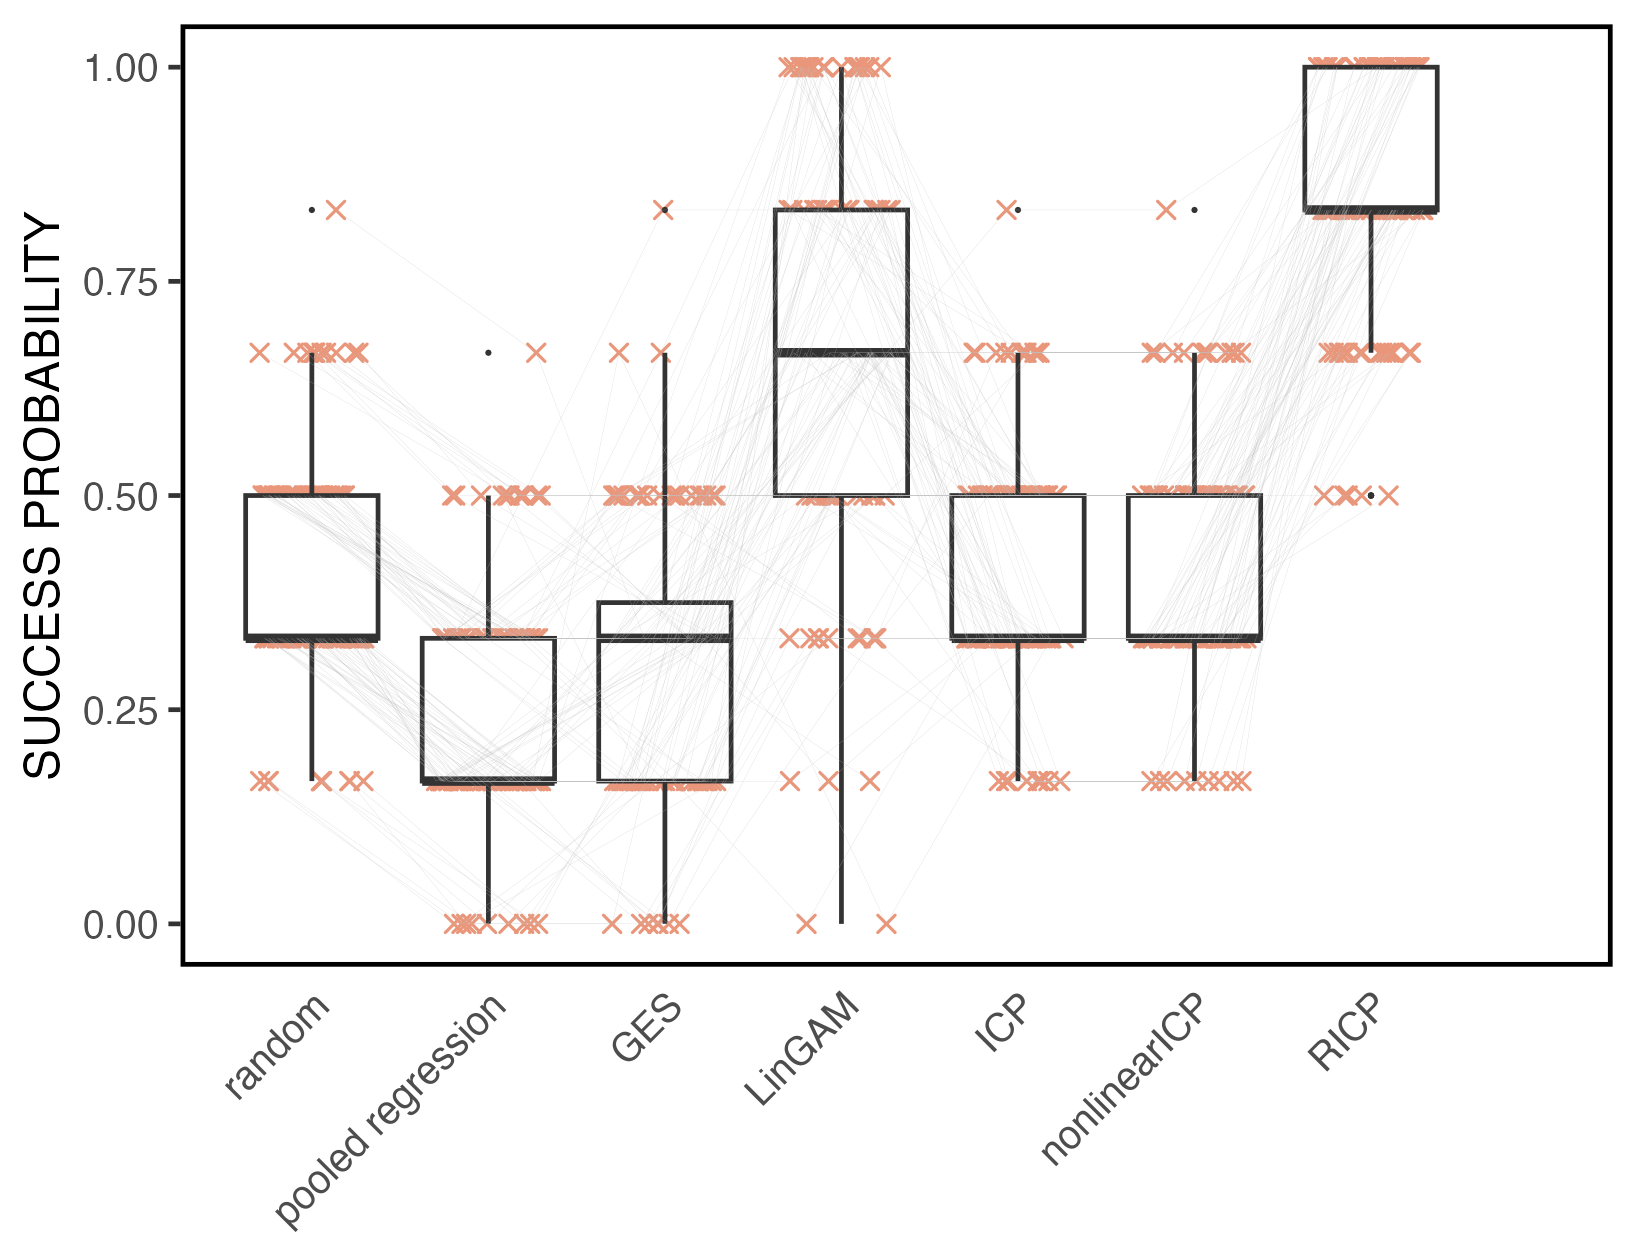 SUCCESS PROBABILITY
1.00
0.75
0.50
0.25
0.00
random
pooled regression
GES
LinGAM
ICP
nonlinearICP
RICP